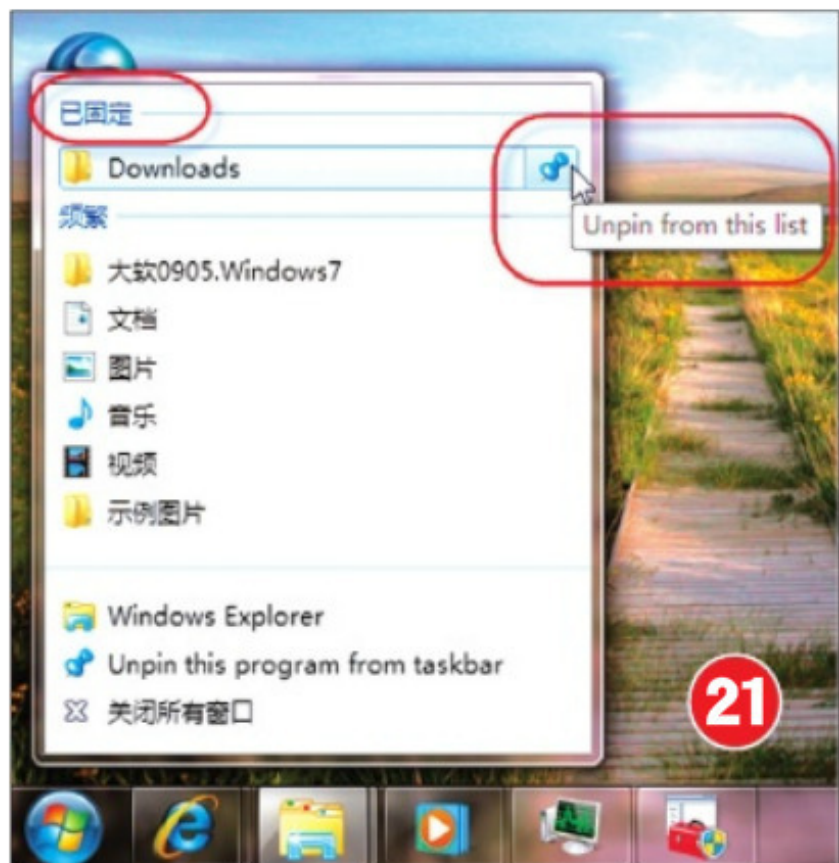 已固定
Downloads
Unpin from this list
频繁
大软0905.Windows7
文档
图片
音乐
视频
示例图片
Windows Explorer
Unpin this program from taskbar
关闭所有窗口
21